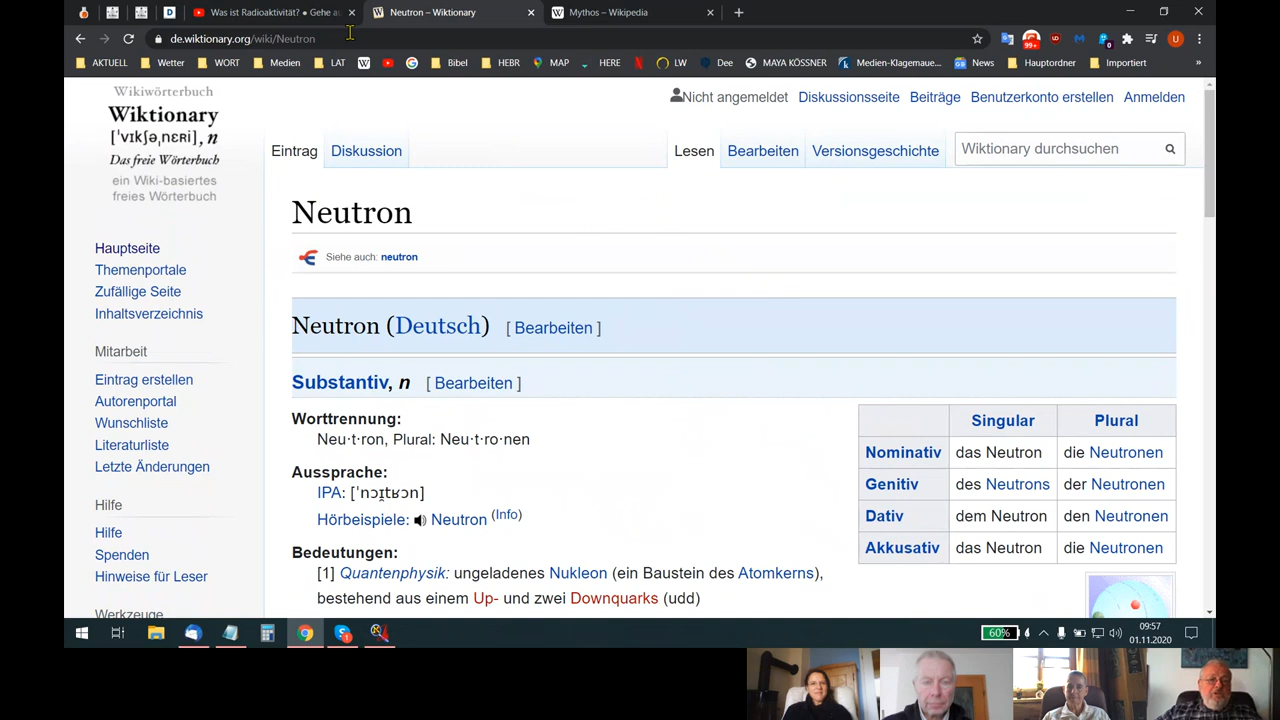 Was ist Radioaktivität? • Gehe au
Neutron – Wiktionary
Mythos – Wikipedia
de.wiktionary.org/wiki/Neutron
99+
0
U
AKTUELL
Wetter
WORT
Medien
LAT
Bibel
HEBR
MAP
HERE
LW
Dee
MAYA KÖSSNER
Medien-Klagemaue...
News
Hauptordner
Importiert
»
Wikiwörterbuch
Wiktionary
[ˈvɪkʃəˌnɛʀi], n
Das freie Wörterbuch
ein Wiki-basiertes
freies Wörterbuch
Nicht angemeldet Diskussionsseite Beiträge Benutzerkonto erstellen Anmelden
Eintrag Diskussion
Lesen Bearbeiten Versionsgeschichte
Wiktionary durchsuchen
Hauptseite
Themenportale
Zufällige Seite
Inhaltsverzeichnis
Mitarbeit
Eintrag erstellen
Autorenportal
Wunschliste
Literaturliste
Letzte Änderungen
Hilfe
Hilfe
Spenden
Hinweise für Leser
Werkzeuge
Neutron
Siehe auch: neutron
Neutron (Deutsch) [ Bearbeiten ]
Substantiv, n [ Bearbeiten ]
Worttrennung:
Neu·t·ron, Plural: Neu·t·ro·nen
Aussprache:
IPA: [ˈnɔɪ̯tʁɔn]
Hörbeispiele: Neutron (Info)
Bedeutungen:
[1] Quantenphysik: ungeladenes Nukleon (ein Baustein des Atomkerns),
bestehend aus einem Up- und zwei Downquarks (udd)
Singular Plural
Nominativ das Neutron die Neutronen
Genitiv des Neutrons der Neutronen
Dativ dem Neutron den Neutronen
Akkusativ das Neutron die Neutronen
60%
09:57
01.11.2020